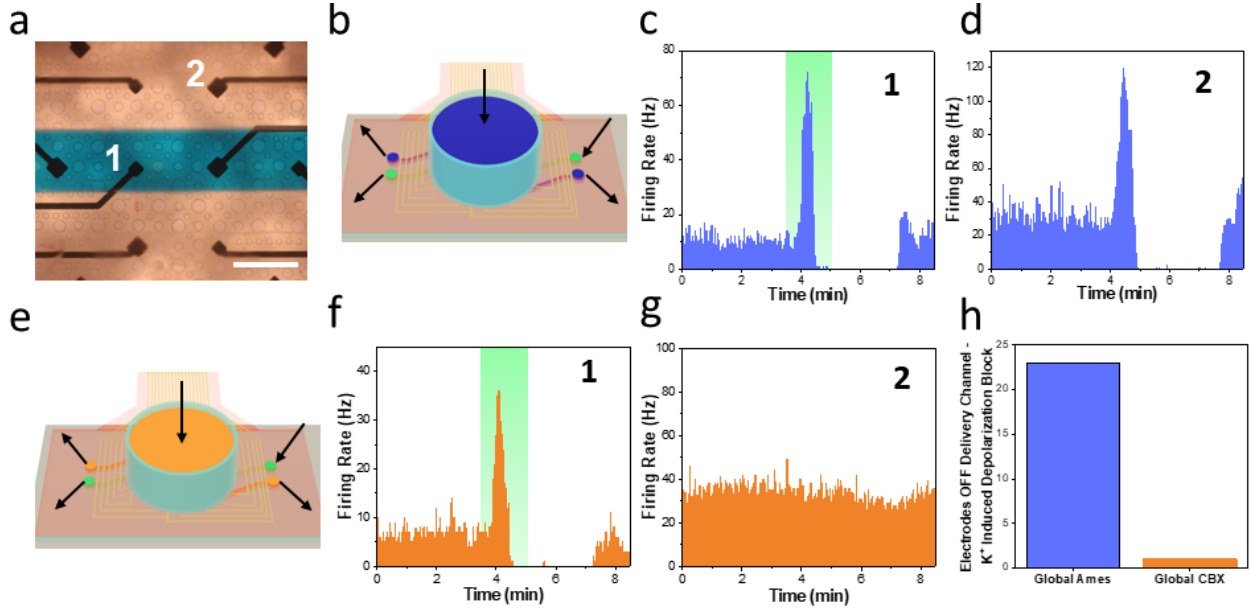 a
2
1
b
c
Firing Rate (Hz)
80
60
40
20
0
1
0 2 4 6 8
Time (min)
d
Firing Rate (Hz)
120
100
80
60
40
20
0
2
0 2 4 6 8
Time (min)
e
f
Firing Rate (Hz)
40
30
20
10
0
1
0 2 4 6 8
Time (min)
g
Firing Rate (Hz)
100
80
60
40
20
0
2
0 2 4 6 8
Time (min)
h
Electrodes OFF Delivery Channel -
K⁺ Induced Depolarization Block
25
20
15
10
5
0
Global Ames Global CBX